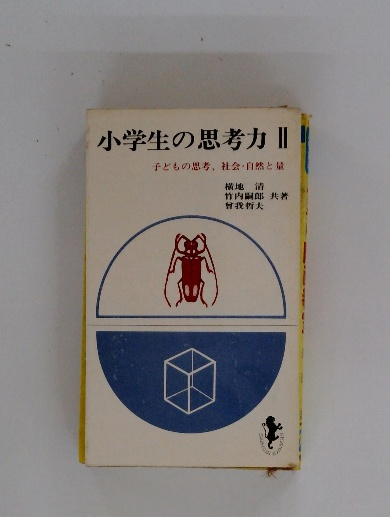 小学生の思考力 II
子どもの思考、社会・自然と量
横地 清
竹内嗣郎 共著
曾我哲夫